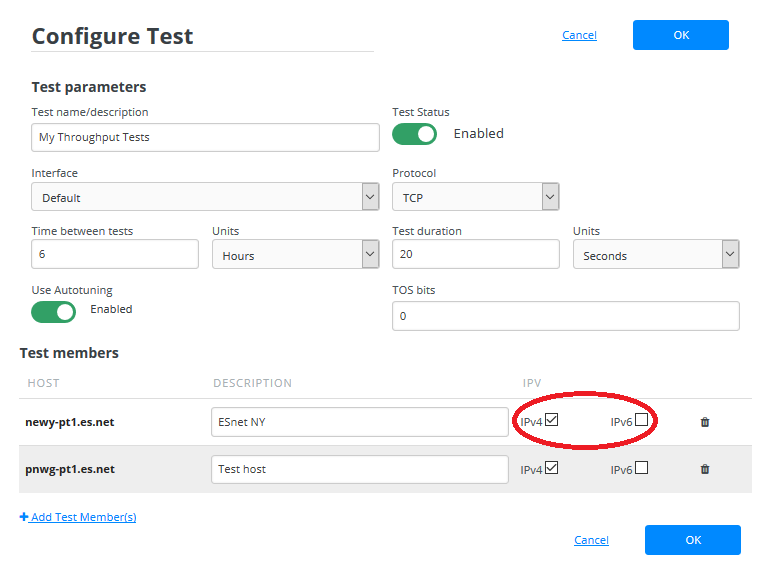 Configure Test
Cancel OK
Test parameters
Test name/description Test Status
My Throughput Tests Enabled
Interface Protocol
Default TCP
Time between tests Units Test duration Units
6 Hours 20 Seconds
Use Autotuning TOS bits
Enabled 0
Test members
HOST DESCRIPTION IPV
newy-pt1.es.net ESnet NY IPv4 IPv6
pnwg-pt1.es.net Test host IPv4 IPv6
Add Test Member(s)
Cancel OK